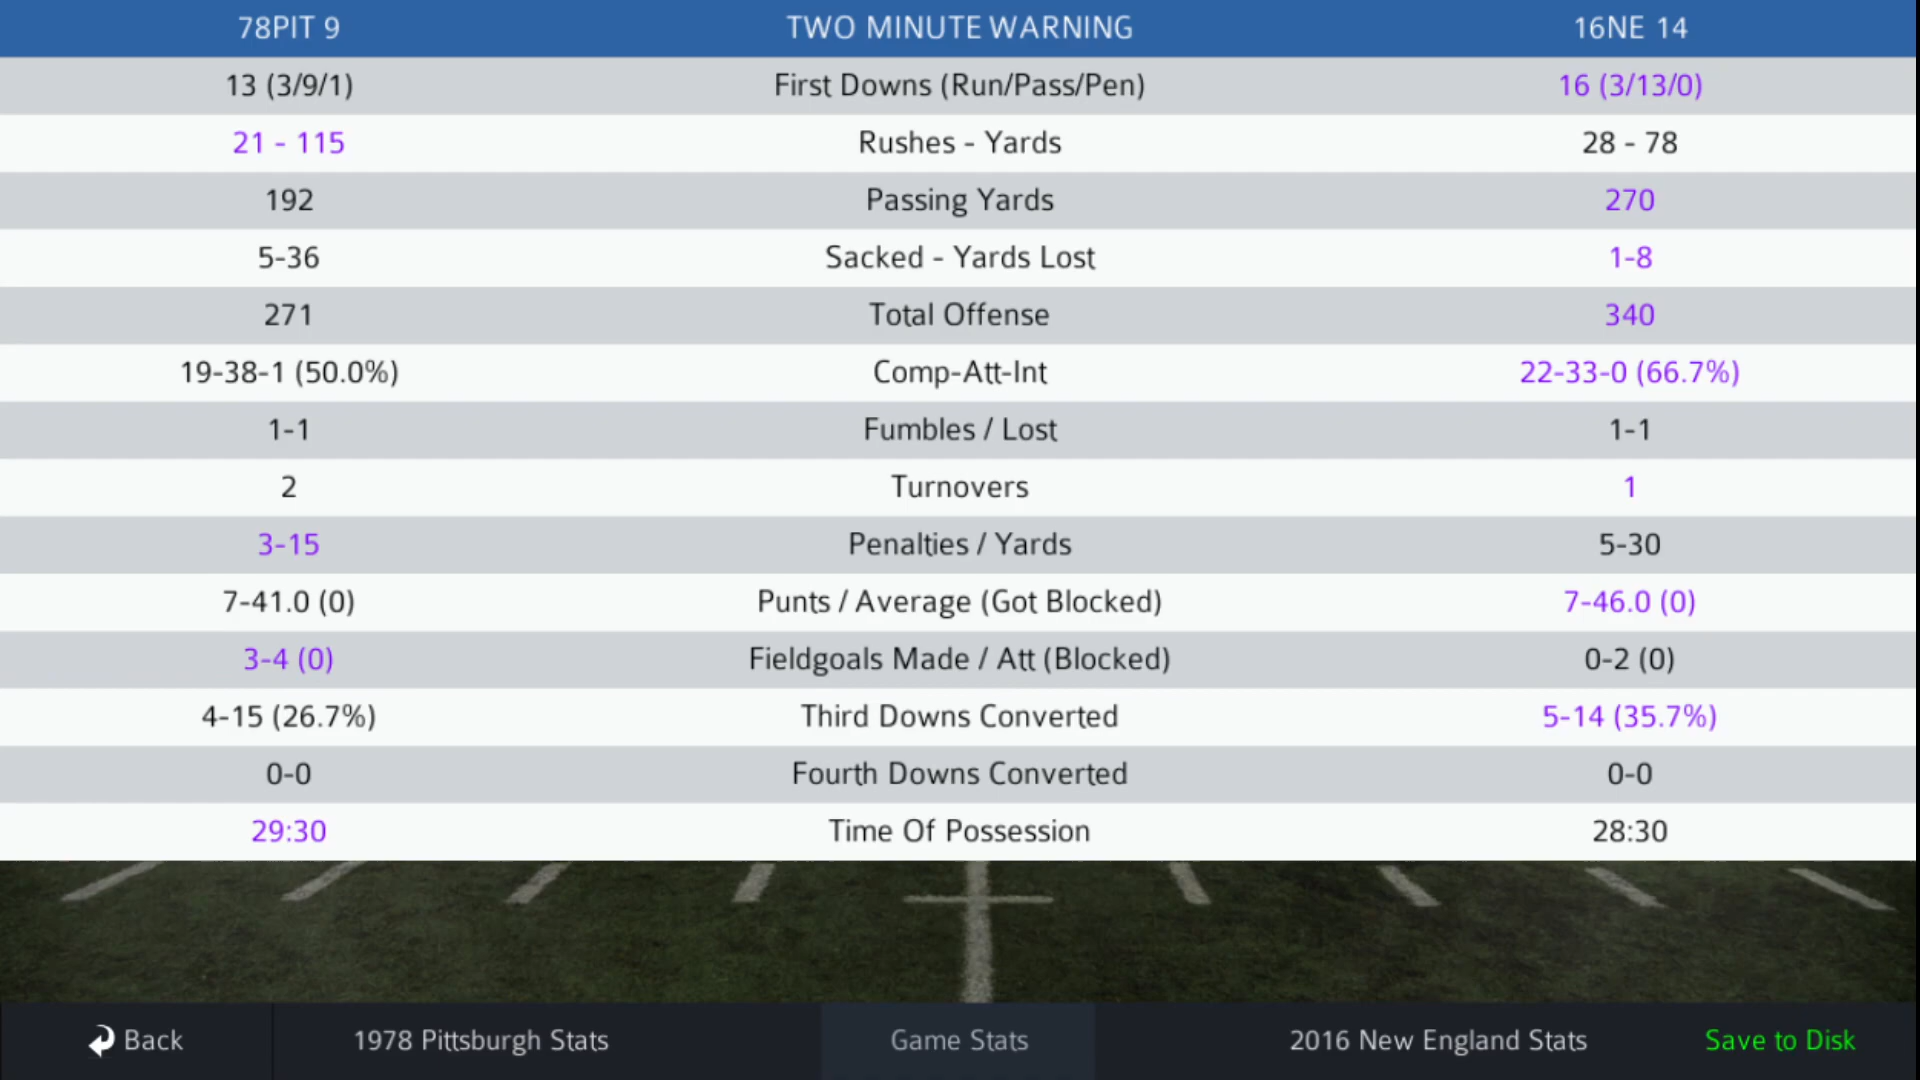 78PIT 9 TWO MINUTE WARNING 16NE 14
13 (3/9/1) First Downs (Run/Pass/Pen) 16 (3/13/0)
21 - 115 Rushes - Yards 28 - 78
192 Passing Yards 270
5-36 Sacked - Yards Lost 1-8
271 Total Offense 340
19-38-1 (50.0%) Comp-Att-Int 22-33-0 (66.7%)
1-1 Fumbles / Lost 1-1
2 Turnovers 1
3-15 Penalties / Yards 5-30
7-41.0 (0) Punts / Average (Got Blocked) 7-46.0 (0)
3-4 (0) Fieldgoals Made / Att (Blocked) 0-2 (0)
4-15 (26.7%) Third Downs Converted 5-14 (35.7%)
0-0 Fourth Downs Converted 0-0
29:30 Time Of Possession 28:30
Back 1978 Pittsburgh Stats Game Stats 2016 New England Stats Save to Disk